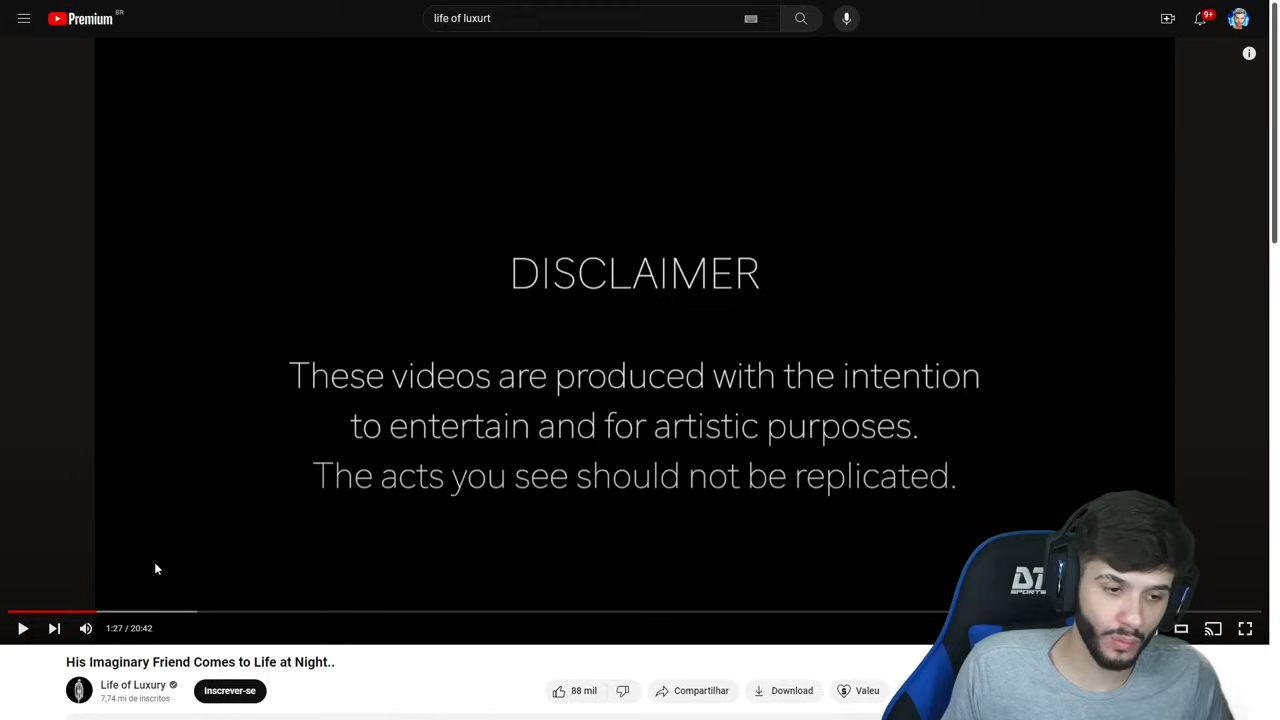 Premium BR
life of luxurt
9+
DISCLAIMER
These videos are produced with the intention
to entertain and for artistic purposes.
The acts you see should not be replicated.
DT
SPORTS
1:27 / 20:42
His Imaginary Friend Comes to Life at Night..
Life of Luxury
7,74 mi de inscritos
Inscrever-se
88 mil
Compartilhar
Download
Valeu